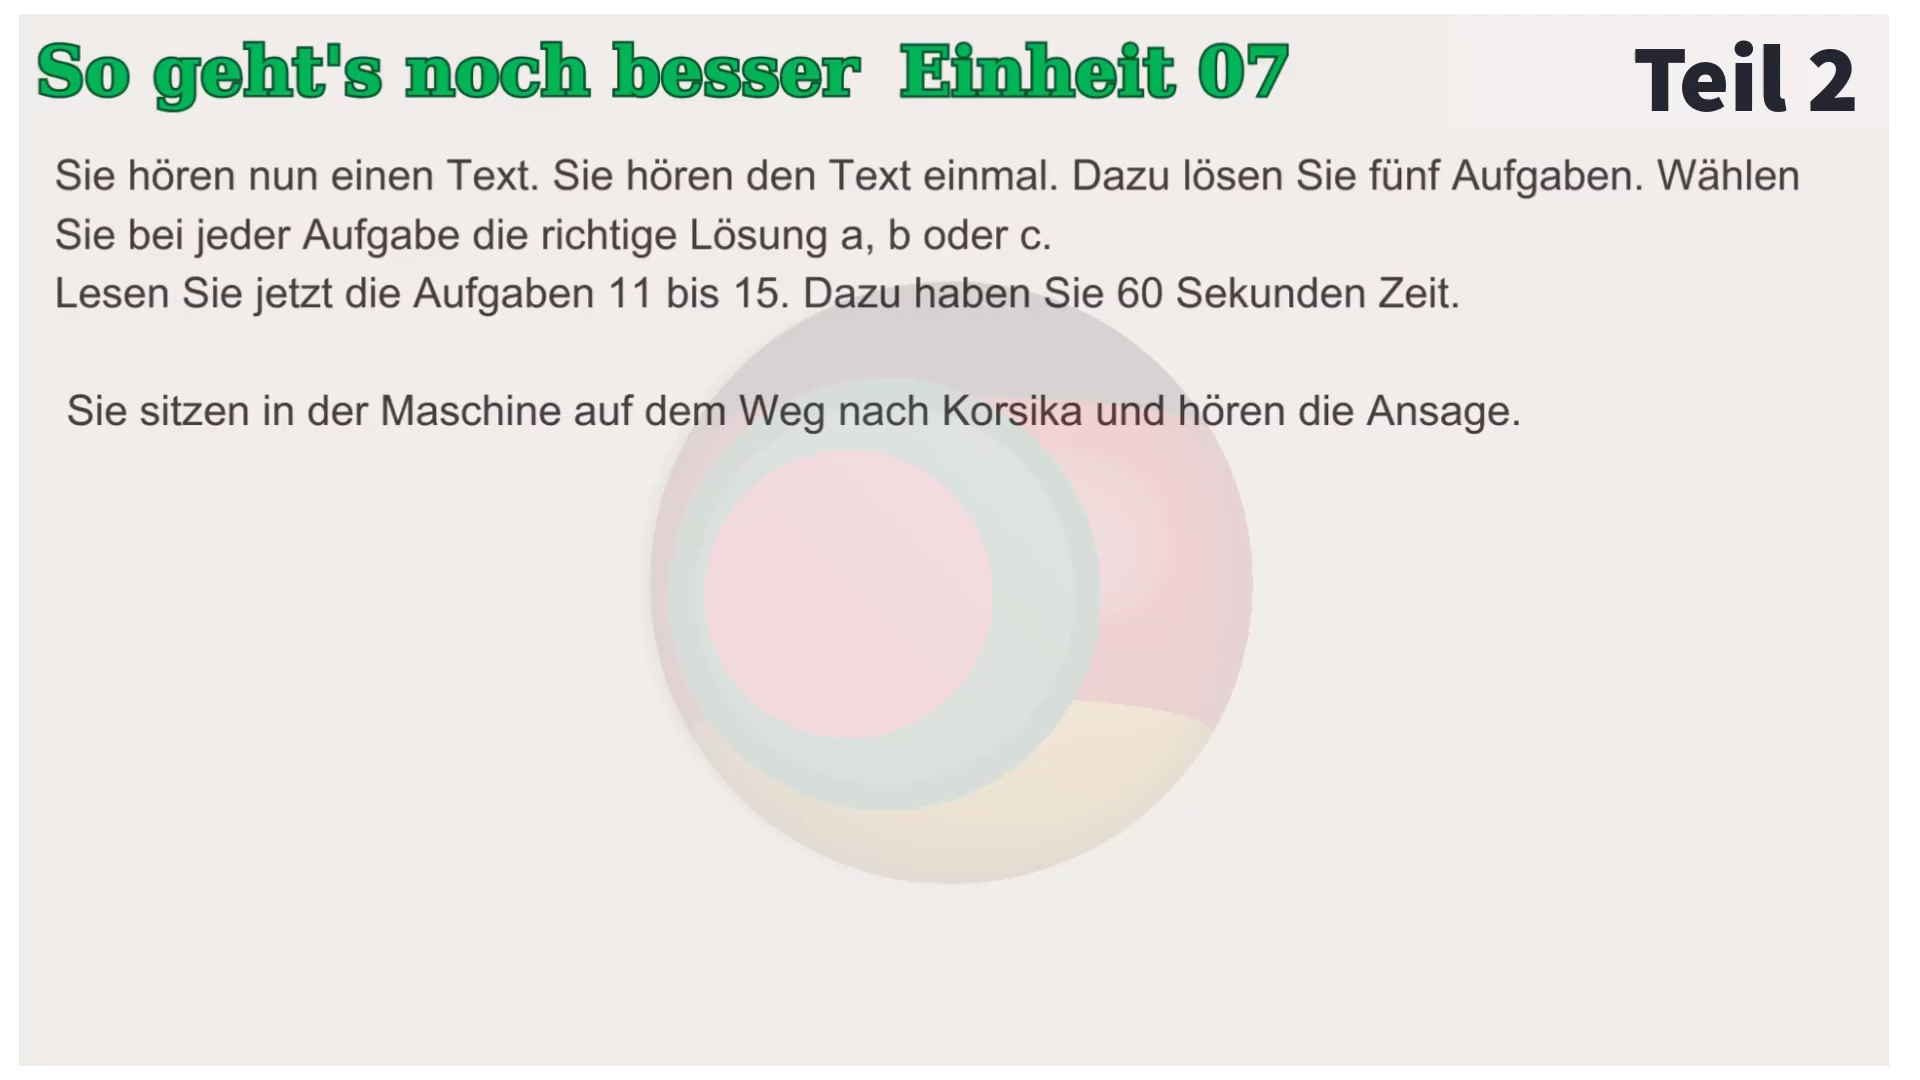 So geht's noch besser Einheit 07
Teil 2
Sie hören nun einen Text. Sie hören den Text einmal. Dazu lösen Sie fünf Aufgaben. Wählen
Sie bei jeder Aufgabe die richtige Lösung a, b oder c.
Lesen Sie jetzt die Aufgaben 11 bis 15. Dazu haben Sie 60 Sekunden Zeit.
Sie sitzen in der Maschine auf dem Weg nach Korsika und hören die Ansage.